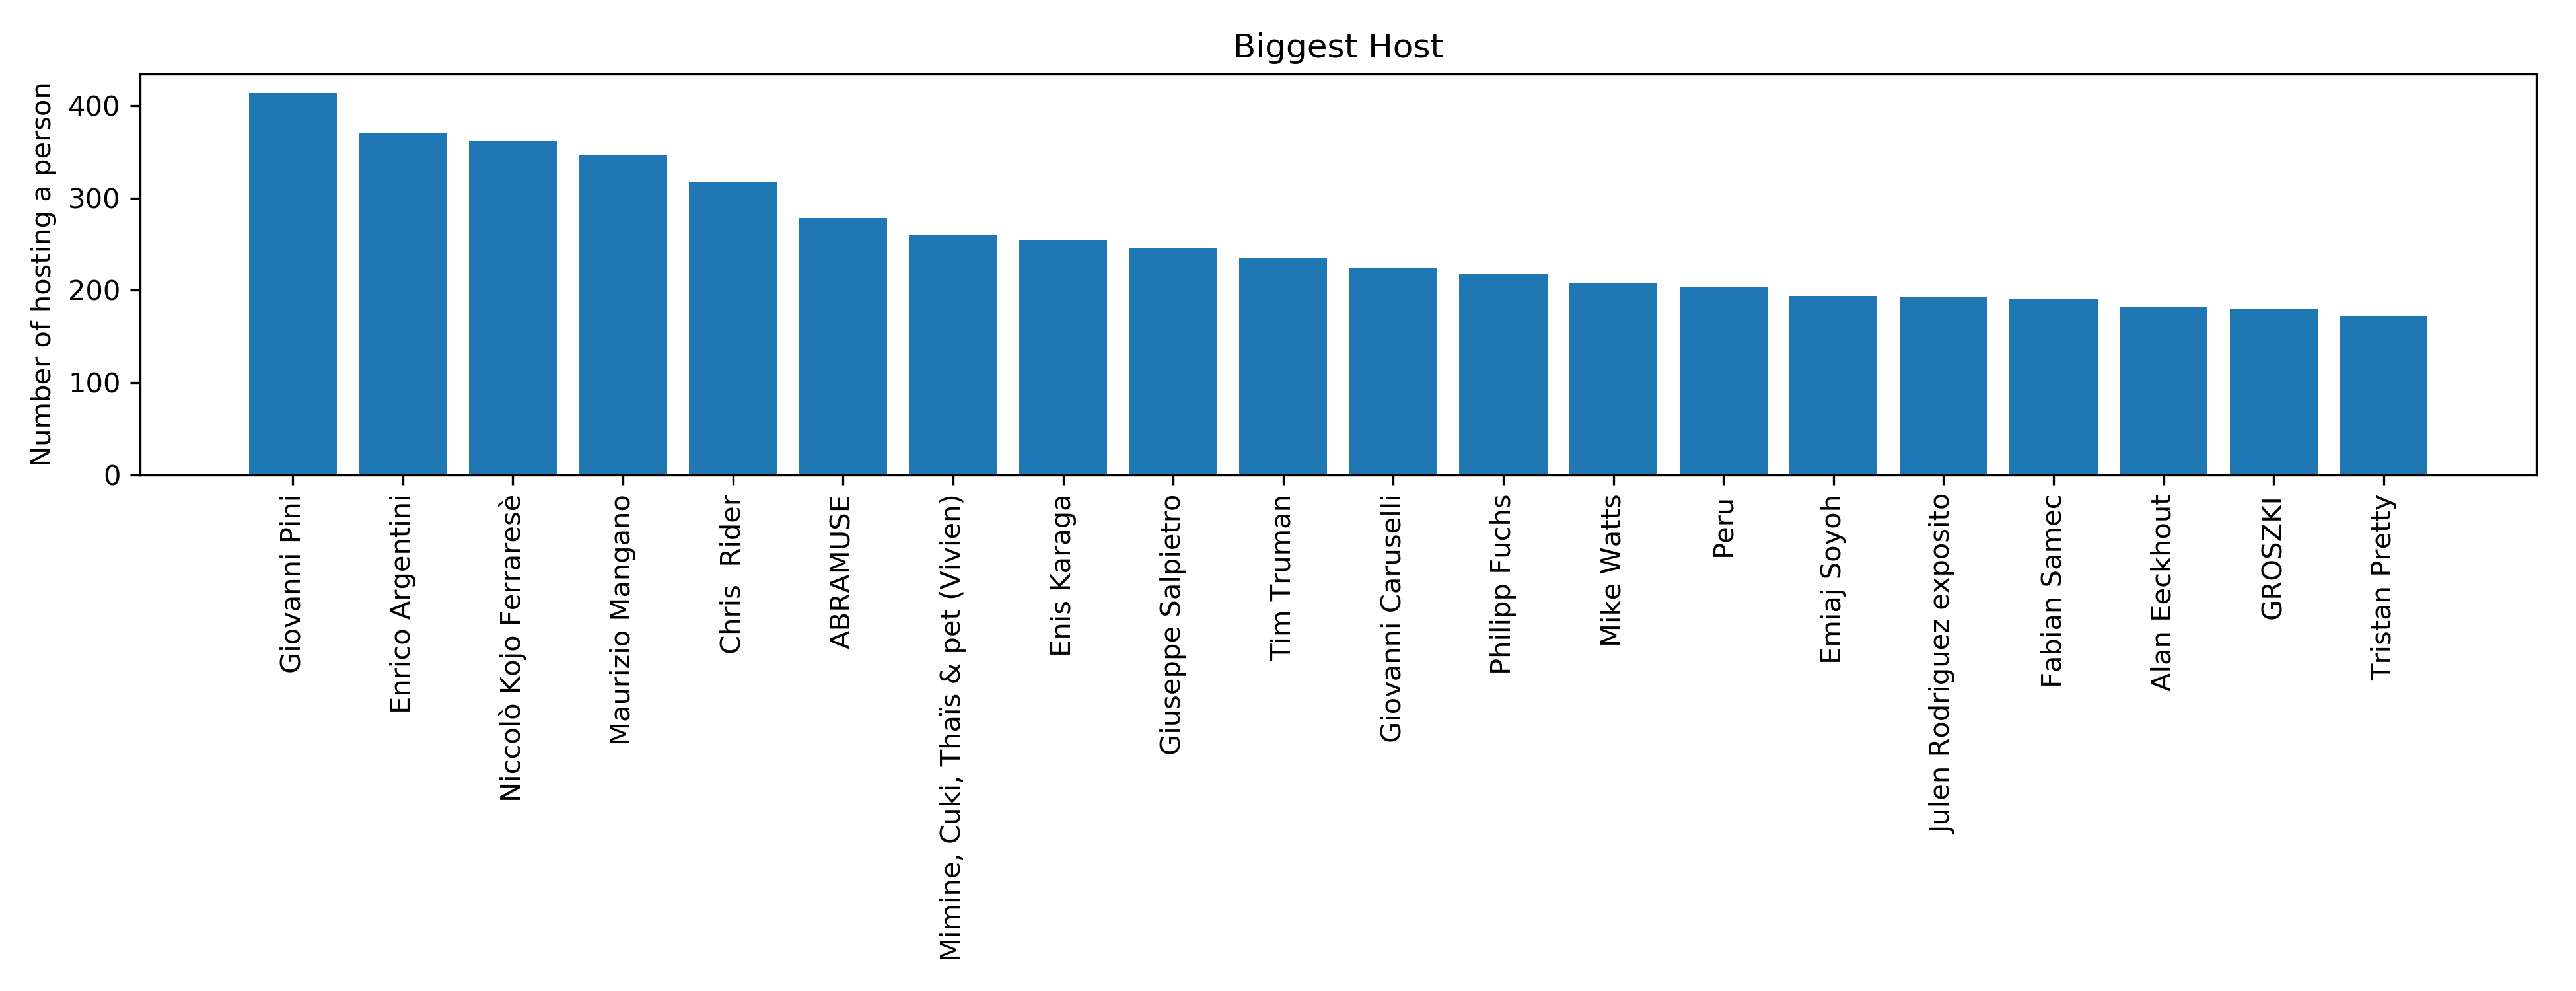 Biggest Host
Number of hosting a person
400
300
200
100
0
Giovanni Pini
Enrico Argentini
Niccolò Kojo Ferraresè
Maurizio Mangano
Chris  Rider
ABRAMUSE
Mimine, Cuki, Thaïs & pet (Vivien)
Enis Karaga
Giuseppe Salpietro
Tim Truman
Giovanni Caruselli
Philipp Fuchs
Mike Watts
Peru
Emiaj Soyoh
Julen Rodriguez exposito
Fabian Samec
Alan Eeckhout
GROSZKI
Tristan Pretty